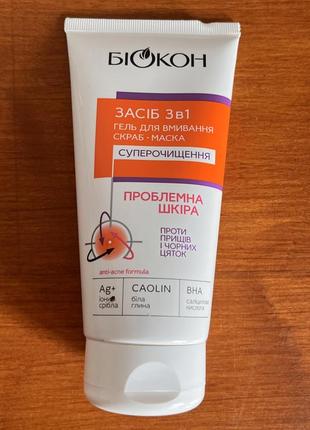 БІОКОН
ЗАСІБ 3в1
ГЕЛЬ ДЛЯ ВМИВАННЯ
СКРАБ - МАСКА
СУПЕРОЧИЩЕННЯ
ПРОБЛЕМНА
ШКІРА
ПРОТИ
ПРИЩІВ
І ЧОРНИХ
ЦЯТОК
anti-acne formula
Ag+
іони
срібла
CAOLIN
біла
глина
BHA
саліцилова
кислота